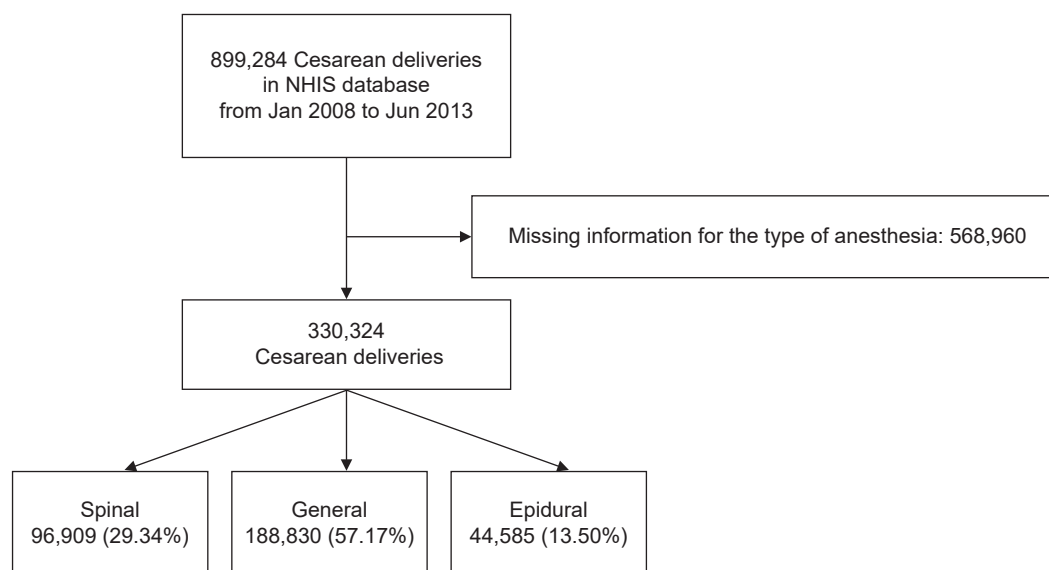 899,284 Cesarean deliveries
in NHIS database
from Jan 2008 to Jun 2013
Missing information for the type of anesthesia: 568,960
330,324
Cesarean deliveries
Spinal
96,909 (29.34%)
General
188,830 (57.17%)
Epidural
44,585 (13.50%)